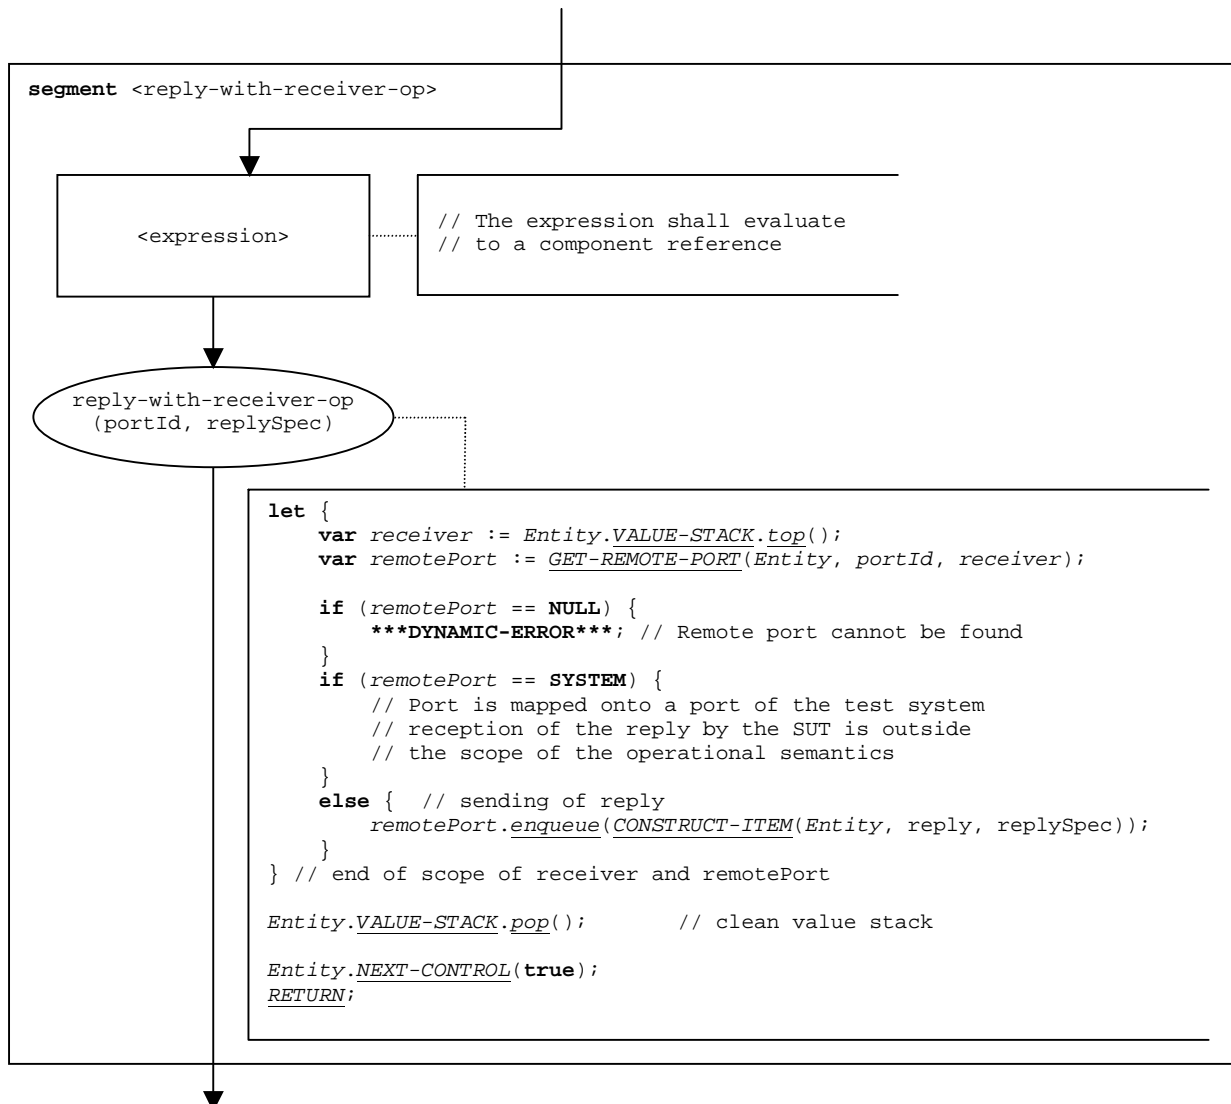 segment <reply-with-receiver-op>
<expression>
// The expression shall evaluate
// to a component reference
reply-with-receiver-op
(portId, replySpec)
let {
    var receiver := Entity.VALUE-STACK.top();
    var remotePort := GET-REMOTE-PORT(Entity, portId, receiver);
    if (remotePort == NULL) {
        ***DYNAMIC-ERROR***; // Remote port cannot be found
    }
    if (remotePort == SYSTEM) {
        // Port is mapped onto a port of the test system
        // reception of the reply by the SUT is outside
        // the scope of the operational semantics
    }
    else {  // sending of reply
        remotePort.enqueue(CONSTRUCT-ITEM(Entity, reply, replySpec));
    }
} // end of scope of receiver and remotePort
Entity.VALUE-STACK.pop();       // clean value stack
Entity.NEXT-CONTROL(true);
RETURN;